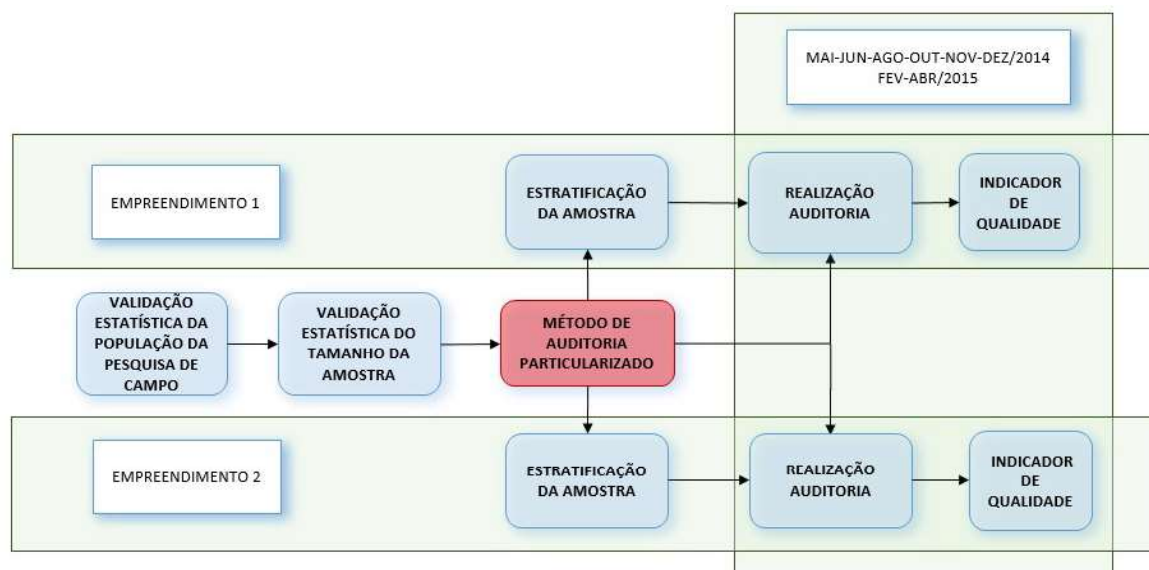 MAI-JUN-AGO-OUT-NOV-DEZ/2014
FEV-ABR/2015
EMPREENDIMENTO 1
ESTRATIFICAÇÃO
DA AMOSTRA
REALIZAÇÃO
AUDITORIA
INDICADOR
DE
QUALIDADE
VALIDAÇÃO
ESTATÍSTICA DA
POPULAÇÃO DA
PESQUISA DE
CAMPO
VALIDAÇÃO
ESTATÍSTICA DO
TAMANHO DA
AMOSTRA
MÉTODO DE
AUDITORIA
PARTICULARIZADO
EMPREENDIMENTO 2
ESTRATIFICAÇÃO
DA AMOSTRA
REALIZAÇÃO
AUDITORIA
INDICADOR
DE
QUALIDADE